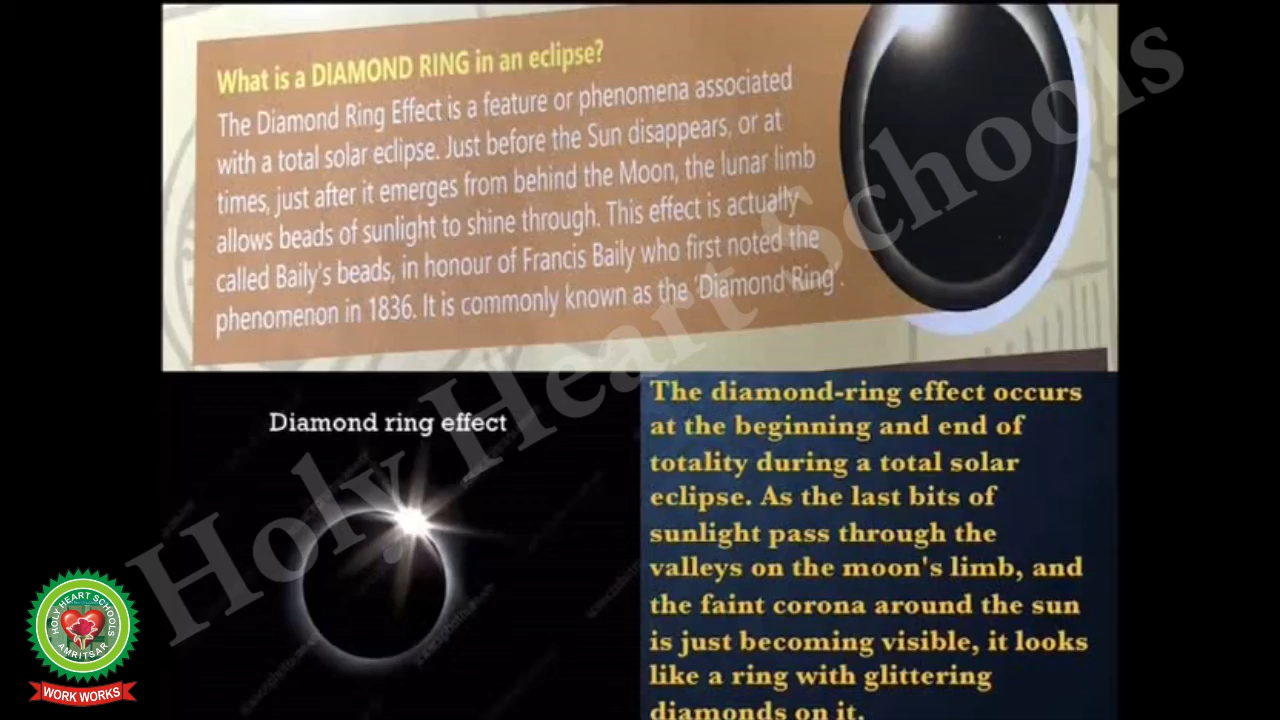 What is a DIAMOND RING in an eclipse?
The Diamond Ring Effect is a feature or phenomena associated
with a total solar eclipse. Just before the Sun disappears, or at
times, just after it emerges from behind the Moon, the lunar limb
allows beads of sunlight to shine through. This effect is actually
called Baily's beads, in honour of Francis Baily who first noted the
phenomenon in 1836. It is commonly known as the 'Diamond Ring'.
Diamond ring effect
The diamond-ring effect occurs
at the beginning and end of
totality during a total solar
eclipse. As the last bits of
sunlight pass through the
valleys on the moon's limb, and
the faint corona around the sun
is just becoming visible, it looks
like a ring with glittering
diamonds on it.
Holy Heart Schools
HOLY HEART SCHOOLS
AMRITSAR
WORK WORKS